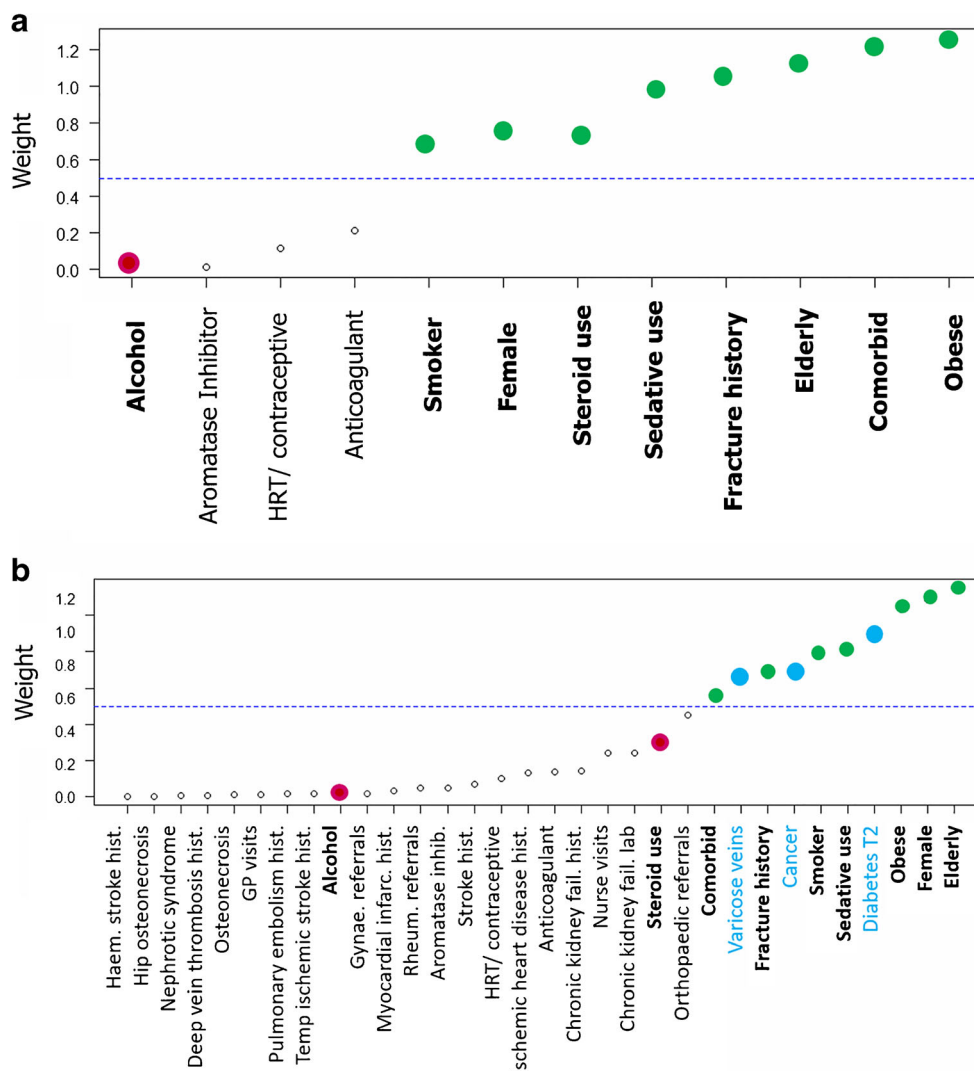 a
Weight
1.2
1.0
0.8
0.6
0.4
0.2
0.0
Alcohol
Aromatase Inhibitor
HRT/ contraceptive
Anticoagulant
Smoker
Female
Steroid use
Sedative use
Fracture history
Elderly
Comorbid
Obese
b
Weight
1.2
1.0
0.8
0.6
0.4
0.2
0.0
Haem. stroke hist.
Hip ostonecrosis
Nephrotic syndrome
Deep vein thrombosis hist.
Ostonecrosis
GP visits
Pulmonary embolism hist.
Temp ischemic stroke hist.
Alcohol
Gynae. referrals
Myocardial infarc. hist.
Rheum. referrals
Aromatase inhib.
Stroke hist.
HRT/ contraceptive
schemic heart disease hist.
Anticoagulant
Chronic kidney fail. hist.
Nurse visits
Chronic kidney fail. lab
Steroid use
Orthopaedic referrals
Comorbid
Varicose veins
Fracture history
Cancer
Smoker
Sedative use
Diabetes T2
Obese
Female
Elderly